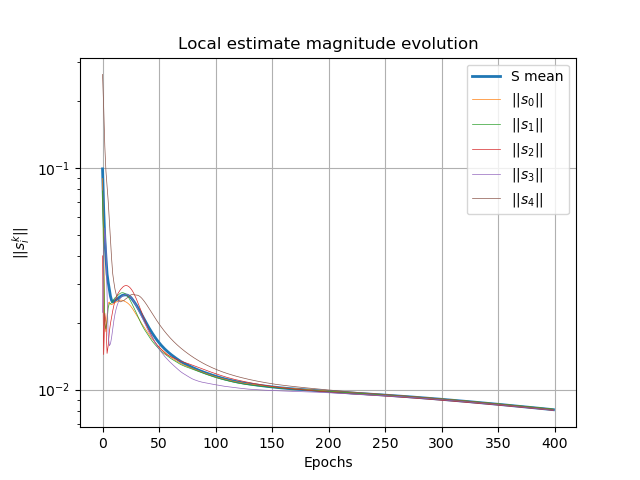 Local estimate magnitude evolution
S mean
||s₀||
||s₁||
||s₂||
||s₃||
||s₄||
10⁻¹
10⁻²
||sᵢᵏ||
0 50 100 150 200 250 300 350 400
Epochs